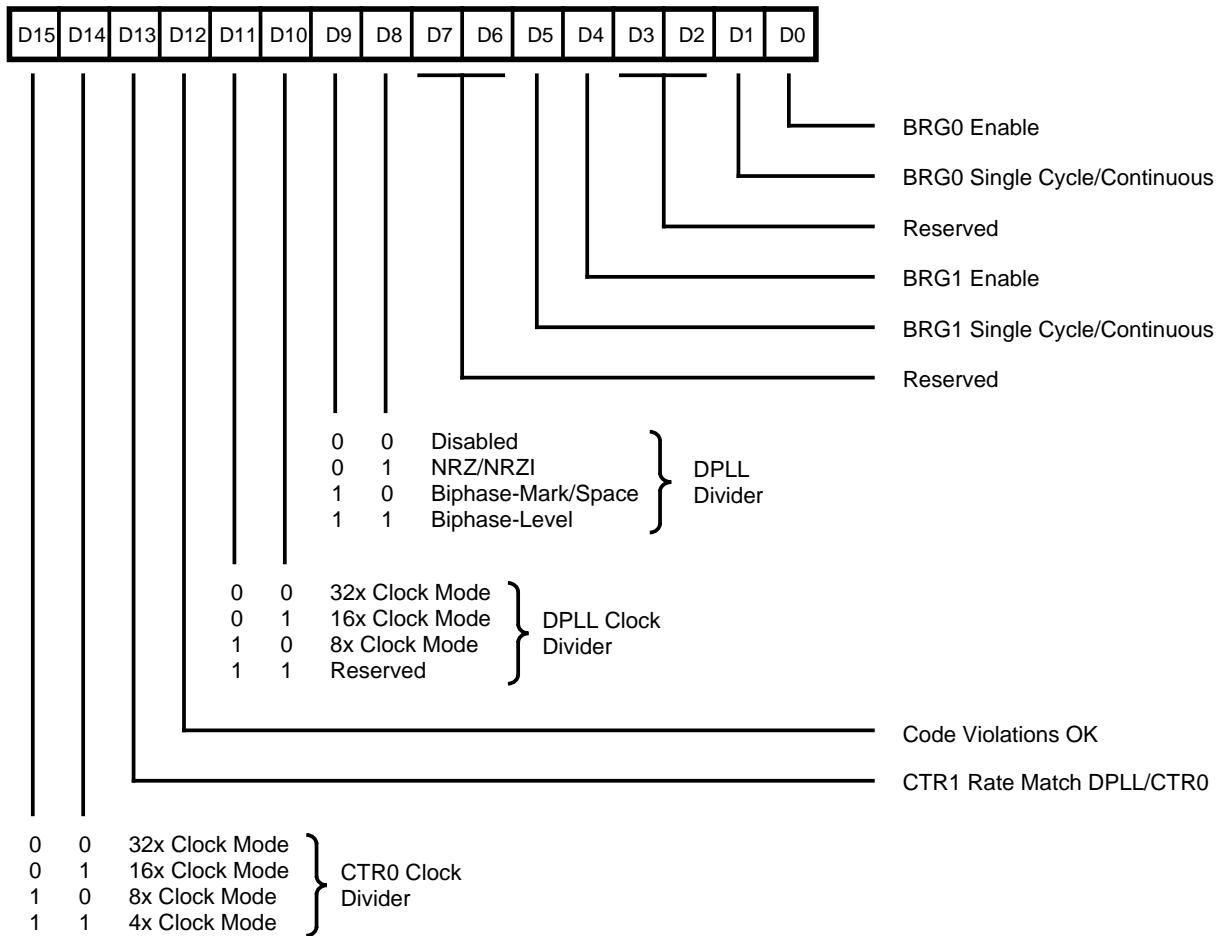 D15 D14 D13 D12 D11 D10 D9 D8 D7 D6 D5 D4 D3 D2 D1 D0
BRG0 Enable
BRG0 Single Cycle/Continuous
Reserved
BRG1 Enable
BRG1 Single Cycle/Continuous
Reserved
0 0 Disabled
0 1 NRZ/NRZI
1 0 Biphase-Mark/Space
1 1 Biphase-Level
DPLL
Divider
0 0 32x Clock Mode
0 1 16x Clock Mode
1 0 8x Clock Mode
1 1 Reserved
DPLL Clock
Divider
Code Violations OK
CTR1 Rate Match DPLL/CTR0
0 0 32x Clock Mode
0 1 16x Clock Mode
1 0 8x Clock Mode
1 1 4x Clock Mode
CTR0 Clock
Divider